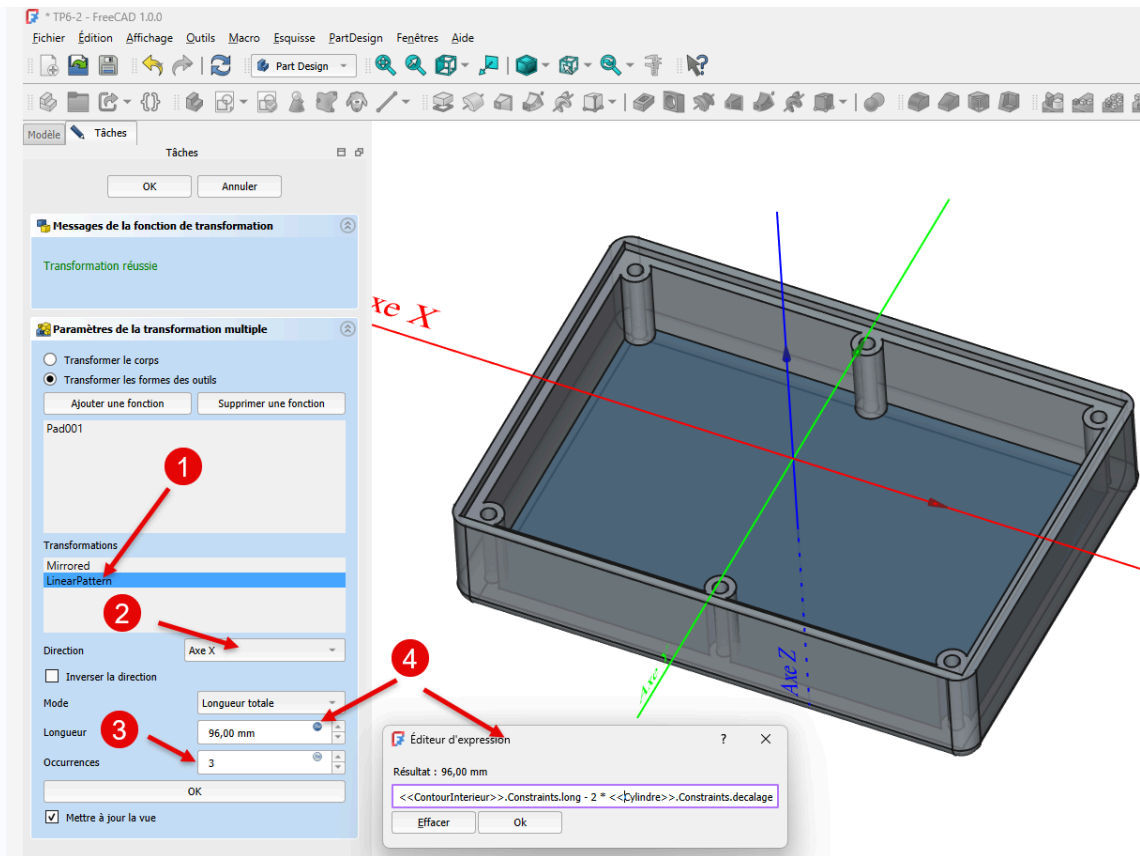 * TP6-2 - FreeCAD 1.0.0
Fichier Édition Affichage Outils Macro Esquisse PartDesign Fenêtres Aide
Part Design
Modèle Tâches
Tâches
OK Annuler
Messages de la fonction de transformation
Transformation réussie
Paramètres de la transformation multiple
Transformer le corps
Transformer les formes des outils
Ajouter une fonction Supprimer une fonction
Pad001
1
Transformations
Mirrored
LinearPattern
2
Direction Axe X
Inverser la direction
Mode Longueur totale
3
Longueur 96,00 mm
Occurrences 3
OK
Mettre à jour la vue
xe X
Axe Z
4
Éditeur d'expression ? X
Résultat : 96,00 mm
<<ContourInterieur>>.Constraints.long - 2 * <<Cylindre>>.Constraints.decalage
Effacer Ok